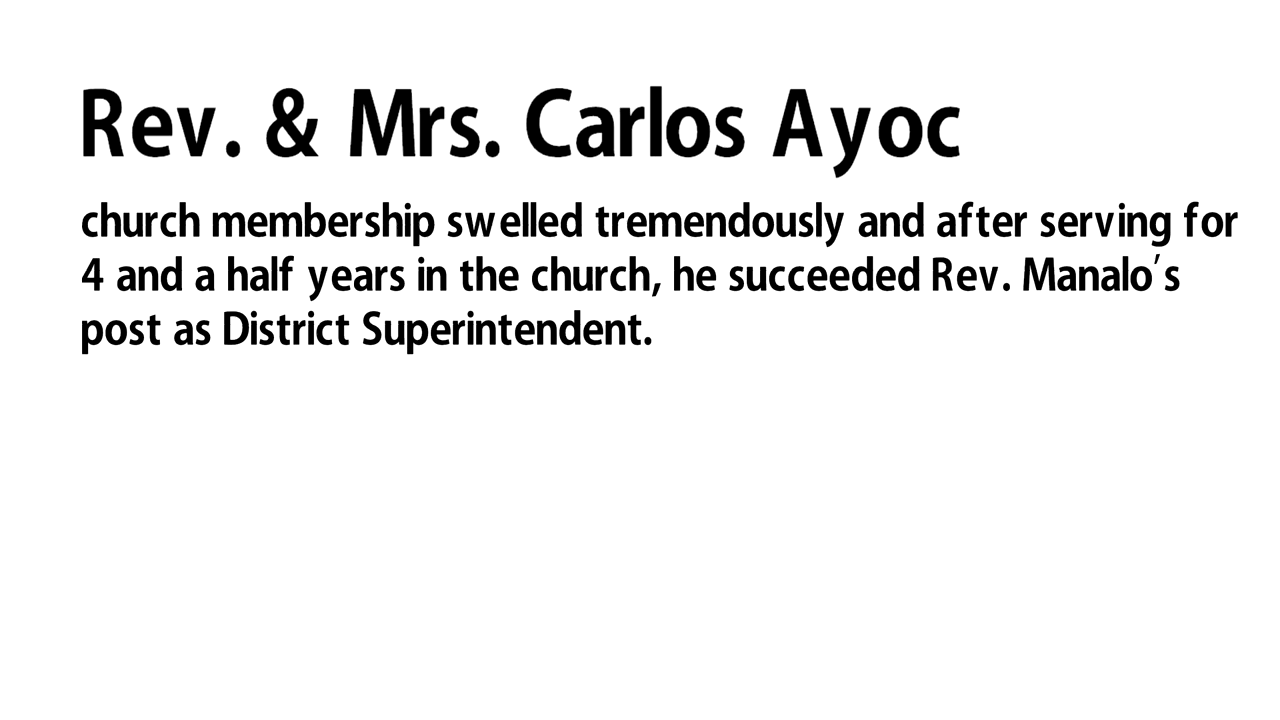 Rev. & Mrs. Carlos Ayoc
church membership swelled tremendously and after serving for
4 and a half years in the church, he succeeded Rev. Manalo's
post as District Superintendent.